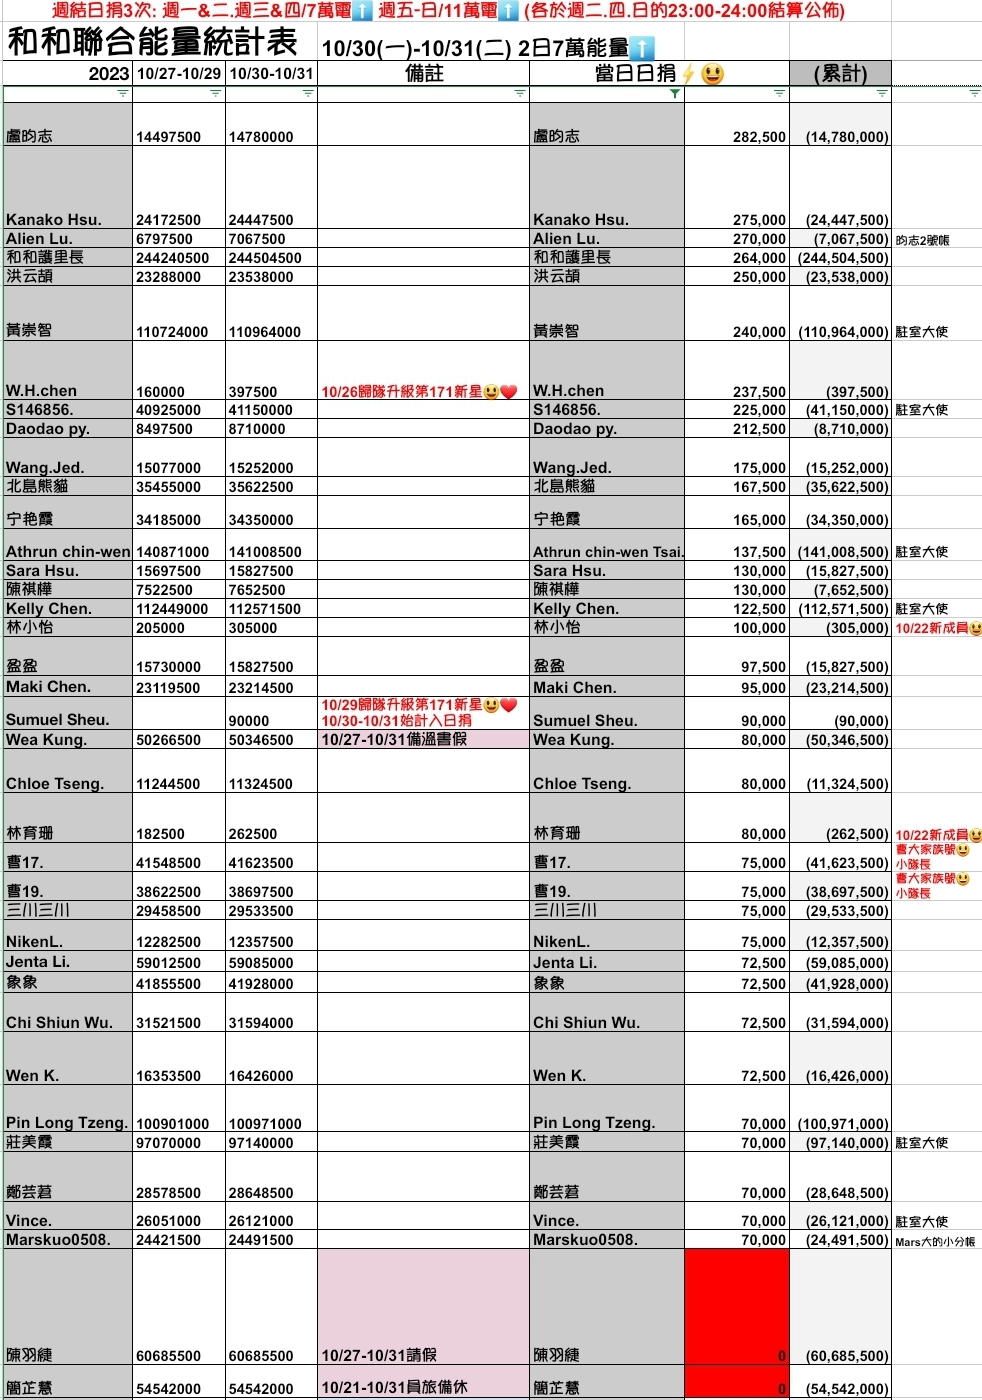 週結日捐3次: 週一&二.週三&四/7萬電⬆️ 週五-日/11萬電⬆️ (各於週二.四.日的23:00-24:00結算公佈)
和和聯合能量統計表 10/30(一)-10/31(二) 2日7萬能量⬆️
2023 10/27-10/29 10/30-10/31 備註 當日日捐⚡😃 (累計)
盧昀志 14497500 14780000 盧昀志 282,500 (14,780,000)
Kanako Hsu. 24172500 24447500 Kanako Hsu. 275,000 (24,447,500)
Alien Lu. 6797500 7067500 Alien Lu. 270,000 (7,067,500) 昀志2號帳
和和護里長 244240500 244504500 和和護里長 264,000 (244,504,500)
洪云頡 23288000 23538000 洪云頡 250,000 (23,538,000)
黃崇智 110724000 110964000 黃崇智 240,000 (110,964,000) 駐室大使
W.H.chen 160000 397500 10/26歸隊升級第171新星😃❤️ W.H.chen 237,500 (397,500)
S146856. 40925000 41150000 S146856. 225,000 (41,150,000) 駐室大使
Daodao py. 8497500 8710000 Daodao py. 212,500 (8,710,000)
Wang.Jed. 15077000 15252000 Wang.Jed. 175,000 (15,252,000)
北島熊貓 35455000 35622500 北島熊貓 167,500 (35,622,500)
宁艳霞 34185000 34350000 宁艳霞 165,000 (34,350,000)
Athrun chin-wen 140871000 141008500 Athrun chin-wen Tsai. 137,500 (141,008,500) 駐室大使
Sara Hsu. 15697500 15827500 Sara Hsu. 130,000 (15,827,500)
陳祺樺 7522500 7652500 陳祺樺 130,000 (7,652,500)
Kelly Chen. 112449000 112571500 Kelly Chen. 122,500 (112,571,500) 駐室大使
林小怡 205000 305000 林小怡 100,000 (305,000) 10/22新成員😃
盈盈 15730000 15827500 盈盈 97,500 (15,827,500)
Maki Chen. 23119500 23214500 Maki Chen. 95,000 (23,214,500)
10/29歸隊升級第171新星😃❤️
Sumuel Sheu. 90000 10/30-10/31始計入日捐 Sumuel Sheu. 90,000 (90,000)
Wea Kung. 50266500 50346500 10/27-10/31備溫書假 Wea Kung. 80,000 (50,346,500)
Chloe Tseng. 11244500 11324500 Chloe Tseng. 80,000 (11,324,500)
林育珊 182500 262500 林育珊 80,000 (262,500) 10/22新成員😃
曹17. 41548500 41623500 曹17. 75,000 (41,623,500) 曹大家族號😃
小隊長
曹19. 38622500 38697500 曹19. 75,000 (38,697,500) 曹大家族號😃
小隊長
三川三川 29458500 29533500 三川三川 75,000 (29,533,500)
NikenL. 12282500 12357500 NikenL. 75,000 (12,357,500)
Jenta Li. 59012500 59085000 Jenta Li. 72,500 (59,085,000)
象象 41855500 41928000 象象 72,500 (41,928,000)
Chi Shiun Wu. 31521500 31594000 Chi Shiun Wu. 72,500 (31,594,000)
Wen K. 16353500 16426000 Wen K. 72,500 (16,426,000)
Pin Long Tzeng. 100901000 100971000 Pin Long Tzeng. 70,000 (100,971,000)
莊美霞 97070000 97140000 莊美霞 70,000 (97,140,000) 駐室大使
鄭芸莙 28578500 28648500 鄭芸莙 70,000 (28,648,500)
Vince. 26051000 26121000 Vince. 70,000 (26,121,000) 駐室大使
Marskuo0508. 24421500 24491500 Marskuo0508. 70,000 (24,491,500) Mars大的小分帳
陳羽緁 60685500 60685500 10/27-10/31請假 陳羽緁 0 (60,685,500)
簡芷慧 54542000 54542000 10/21-10/31員旅備休 簡芷慧 0 (54,542,000)